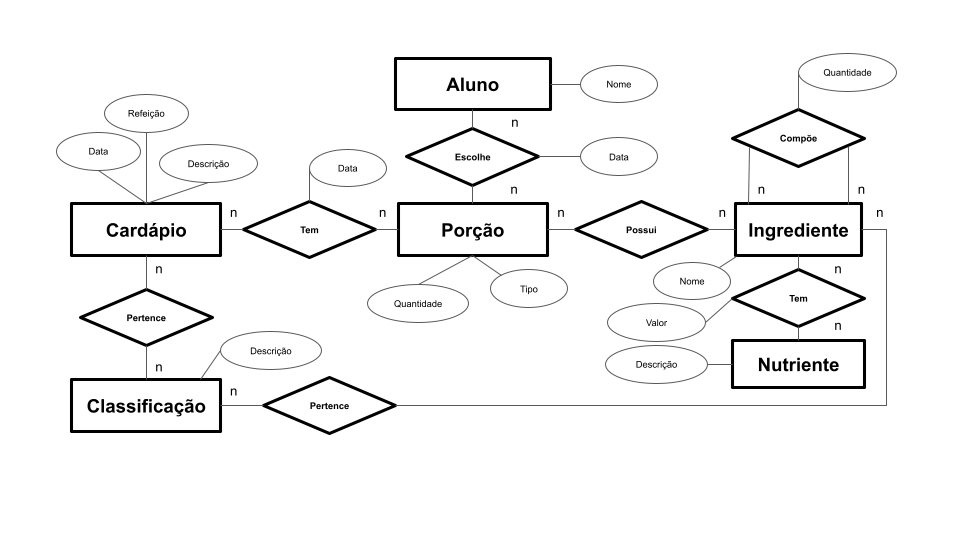 Quantidade
Aluno
Nome
n
Compõe
Refeição
Data
Descrição
Escolhe
Data
Data
n
n
n
n
n
n
n
n
Cardápio
Tem
Porção
Possui
Ingrediente
n
n
Nome
Quantidade
Tipo
Tem
Pertence
Valor
n
Descrição
Descrição
Nutriente
n
n
Classificação
Pertence